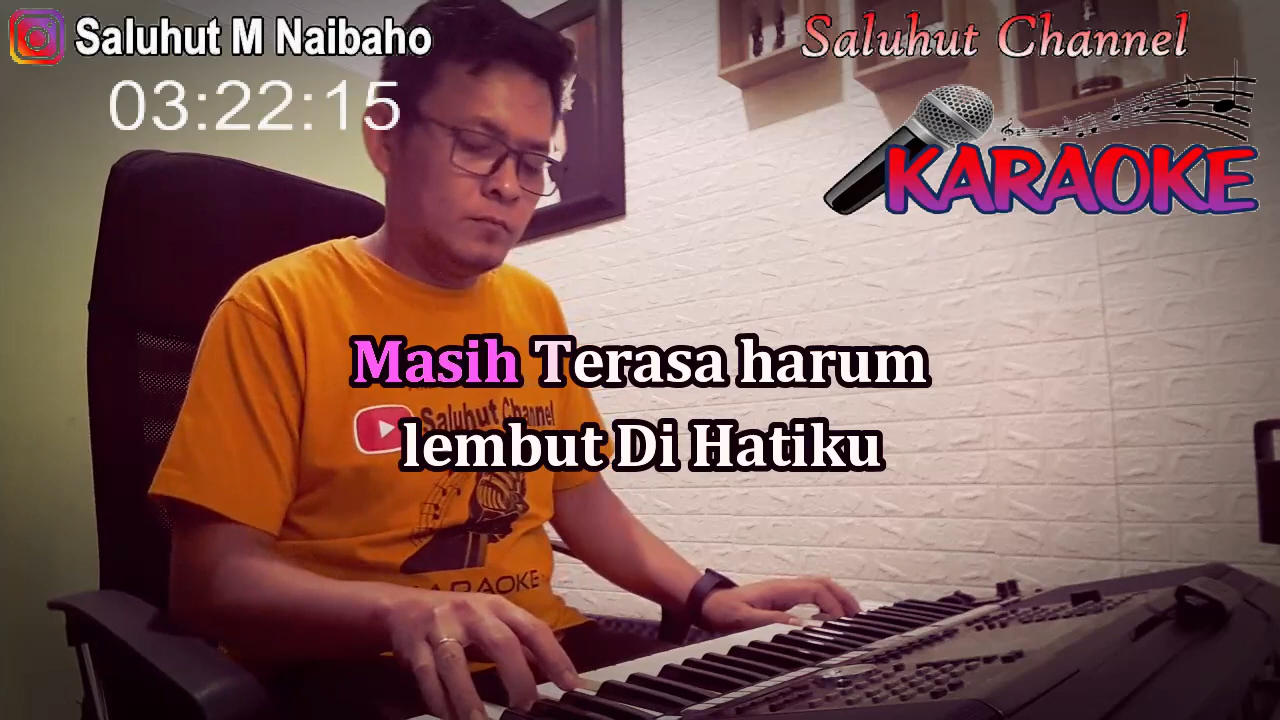 Saluhut M Naibaho
Saluhut Channel
03:22:15
KARAOKE
Masih Terasa harum
Saluhut Channel
lembut Di Hatiku
KARAOKE